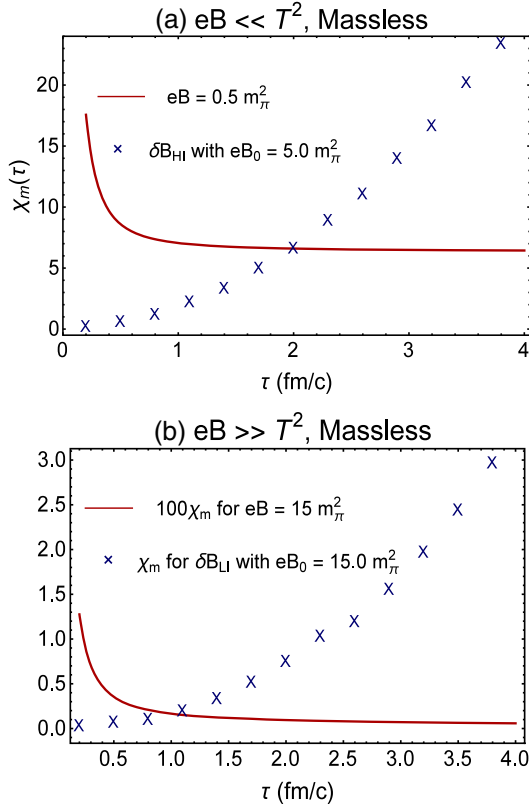 (a) eB << T², Massless
20
15
10
5
0
χₘ(τ)
eB = 0.5 m²π
× δB_HI with eB₀ = 5.0 m²π
0 1 2 3 4
τ (fm/c)
(b) eB >> T², Massless
3.0
2.5
2.0
1.5
1.0
0.5
0.0
100χₘ for eB = 15 m²π
× χₘ for δB_LI with eB₀ = 15.0 m²π
0.5 1.0 1.5 2.0 2.5 3.0 3.5 4.0
τ (fm/c)